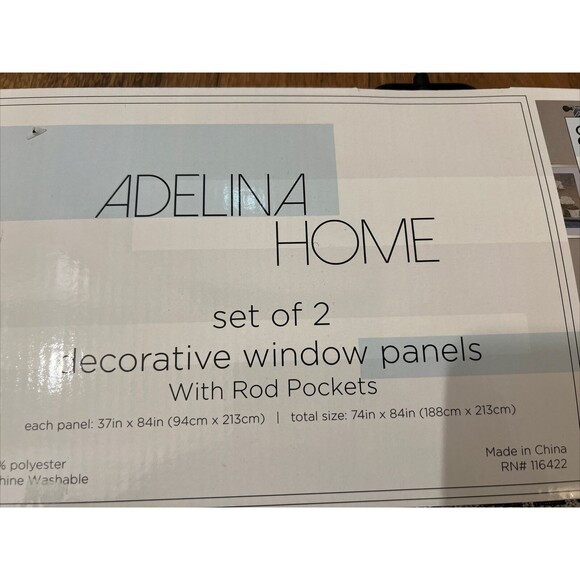 ADELINA
HOME
set of 2
decorative window panels
With Rod Pockets
each panel: 37in x 84in (94cm x 213cm) | total size: 74in x 84in (188cm x 213cm)
% polyester
hine Washable
Made in China
RN# 116422